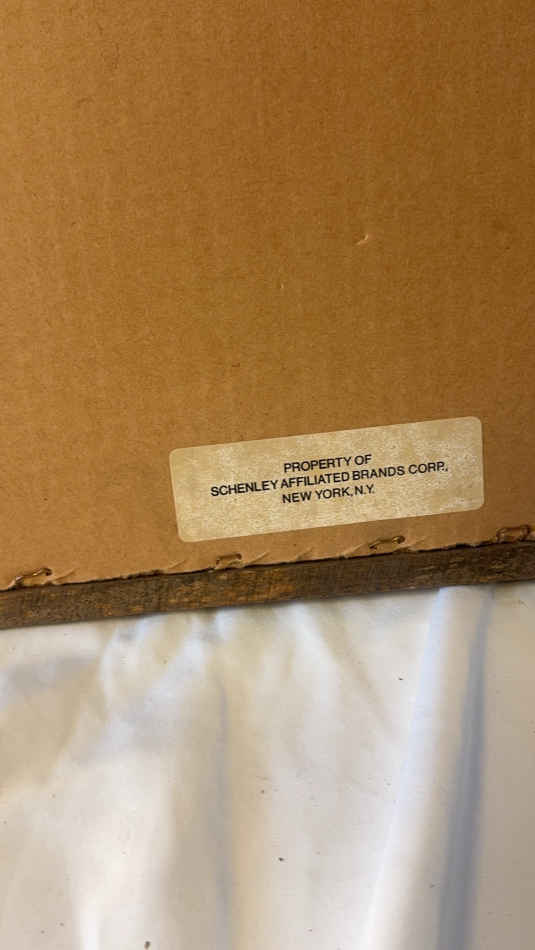 PROPERTY OF
SCHENLEY AFFILIATED BRANDS CORP.,
NEW YORK, N.Y.